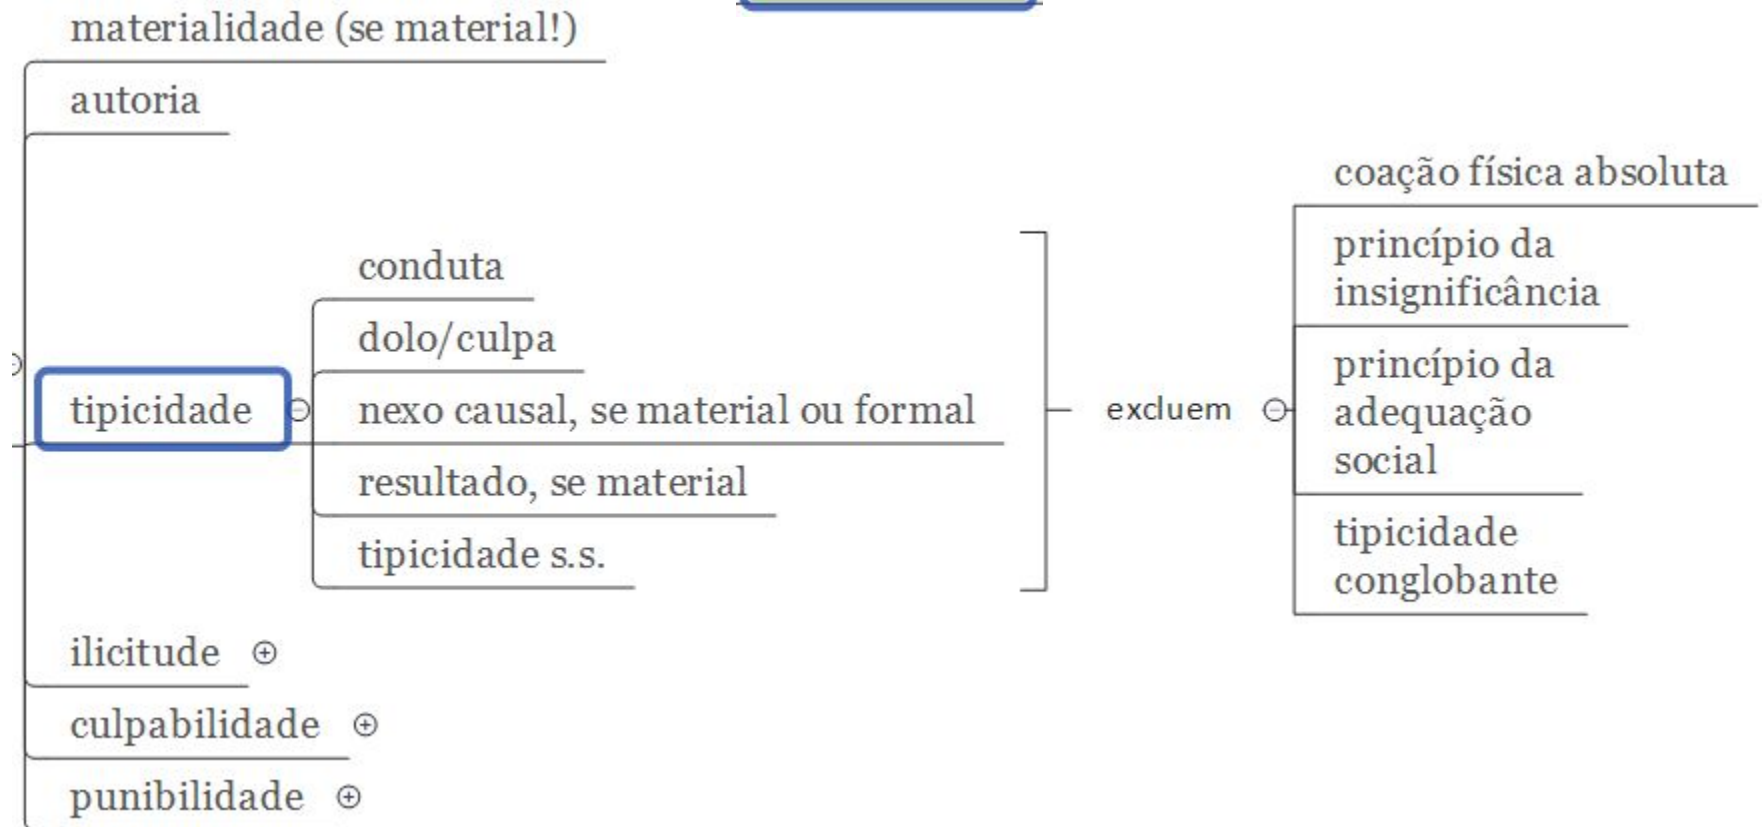 materialidade (se material!)
autoria
tipicidade
conduta
dolo/culpa
nexo causal, se material ou formal
resultado, se material
tipicidade s.s.
excluem
coação física absoluta
princípio da
insignificância
princípio da
adequação
social
tipicidade
conglobante
ilicitude
culpabilidade
punibilidade